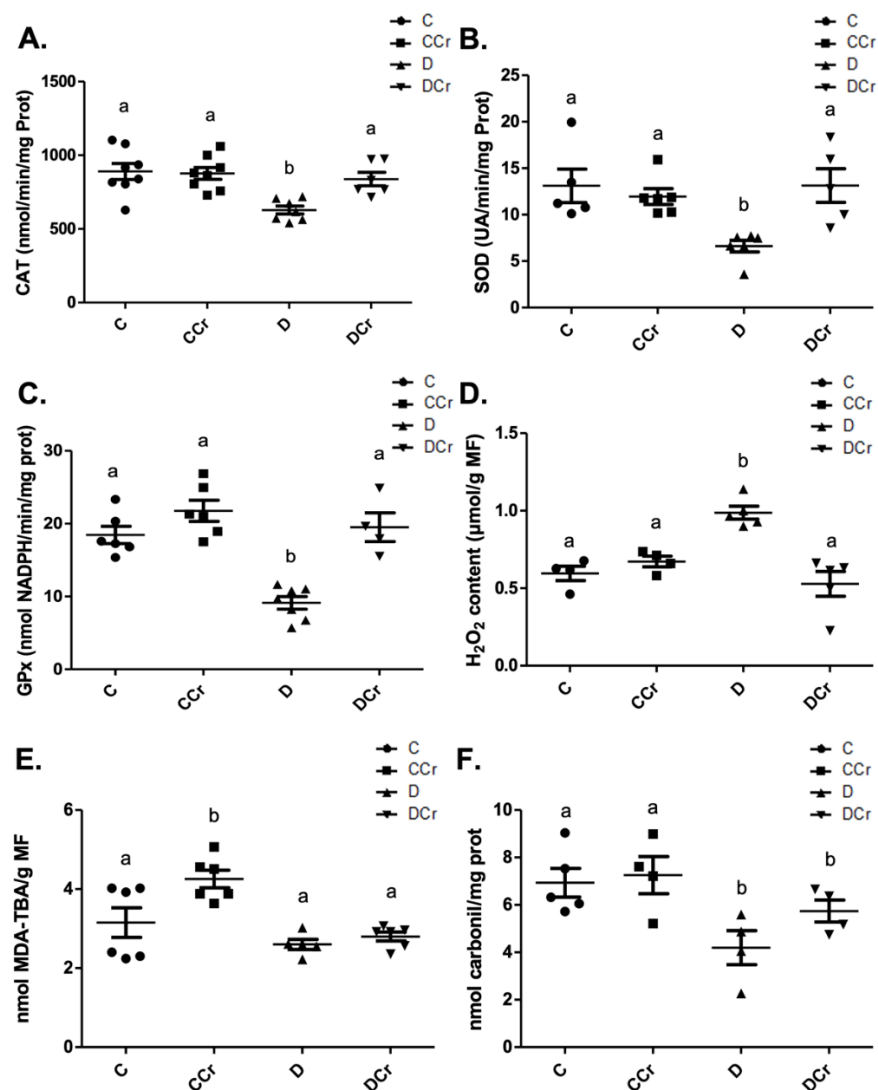 A.
C
CCr
D
DCr
CAT (nmol/min/mg Prot)
1500
1000
500
0
a
a
b
a
C
CCr
D
DCr
B.
C
CCr
D
DCr
SOD (UA/min/mg Prot)
25
20
15
10
5
0
a
a
b
a
C
CCr
D
DCr
C.
C
CCr
D
DCr
GPx (nmol NADPH/min/mg prot)
30
20
10
0
a
a
b
a
C
CCr
D
DCr
D.
C
CCr
D
DCr
H₂O₂ content (μmol/g MF)
1.5
1.0
0.5
0.0
a
a
b
a
C
CCr
D
DCr
E.
C
CCr
D
DCr
nmol MDA-TBA/g MF
6
4
2
0
a
b
a
a
C
CCr
D
DCr
F.
C
CCr
D
DCr
nmol carbonil/mg prot
10
8
6
4
2
0
a
a
b
b
C
CCr
D
DCr